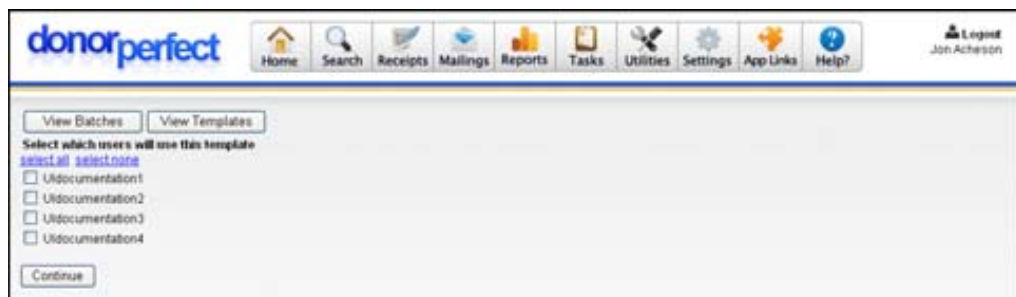 donorperfect
Home Search Receipts Mailings Reports Tasks Utilities Settings App Links Help?
Logout
Jon Acheson
View Batches View Templates
Select which users will use this template
select all select none
UIdocumentation1
UIdocumentation2
UIdocumentation3
UIdocumentation4
Continue